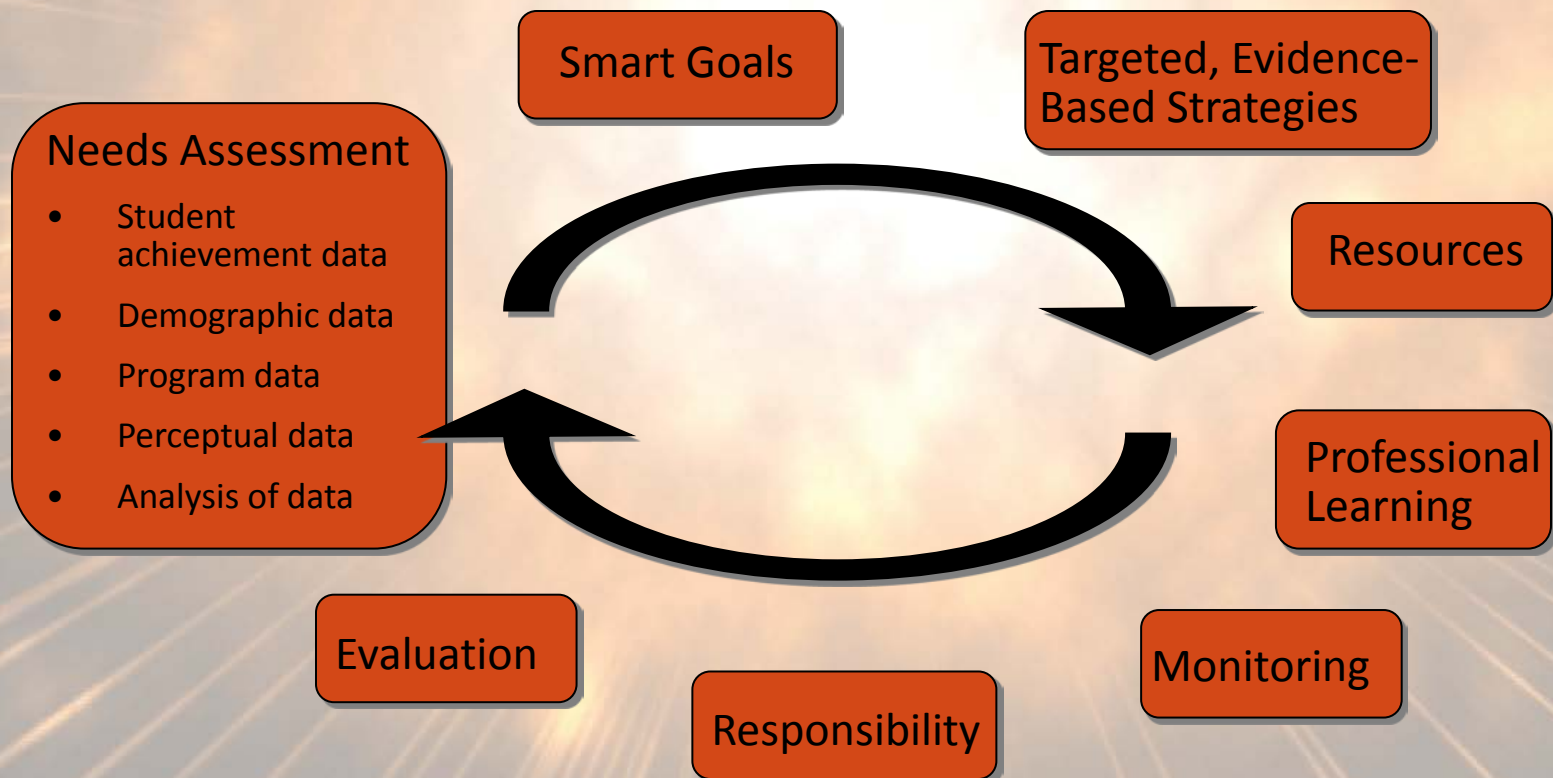 Smart Goals
Targeted, Evidence-
Based Strategies
Needs Assessment
• Student
achievement data
• Demographic data
• Program data
• Perceptual data
• Analysis of data
Resources
Professional
Learning
Monitoring
Responsibility
Evaluation